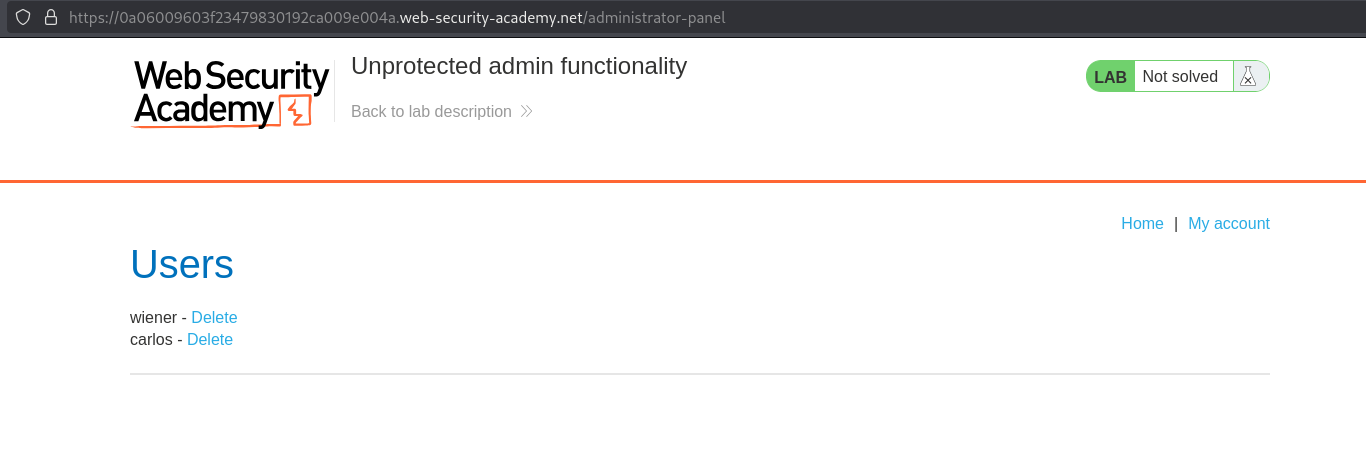 https://0a06009603f23479830192ca009e004a.web-security-academy.net/administrator-panel
Web Security
Academy
Unprotected admin functionality
Back to lab description
LAB Not solved
Home | My account
Users
wiener - Delete
carlos - Delete